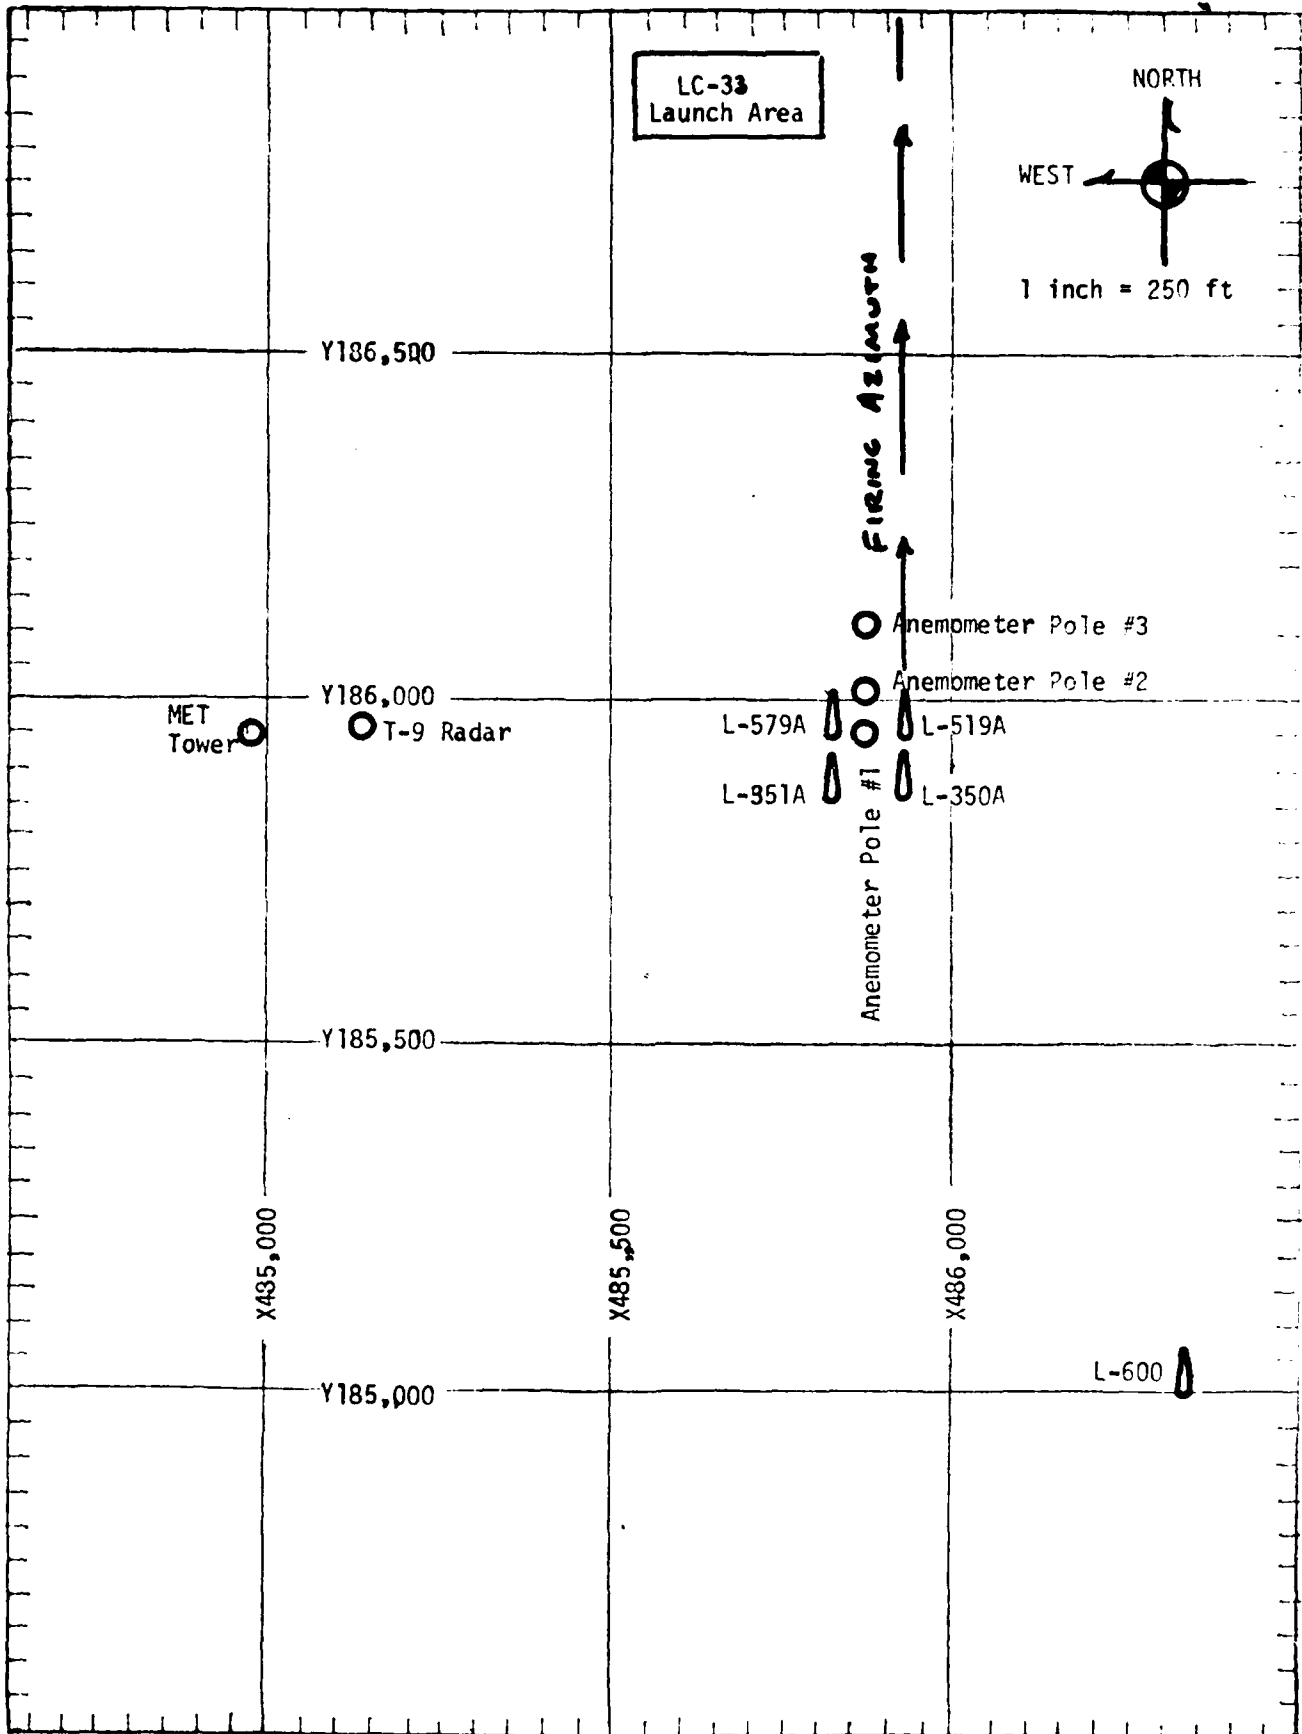 LC-33
Launch Area
NORTH
WEST
1 inch = 250 ft
FIRING AZIMUTH
Y186,500
Anemometer Pole #3
Y186,000
Anemometer Pole #2
MET
Tower
T-9 Radar
L-579A
L-519A
L-351A
L-350A
Anemometer Pole #1
Y185,500
X485,000
X485,500
X486,000
L-600
Y185,000